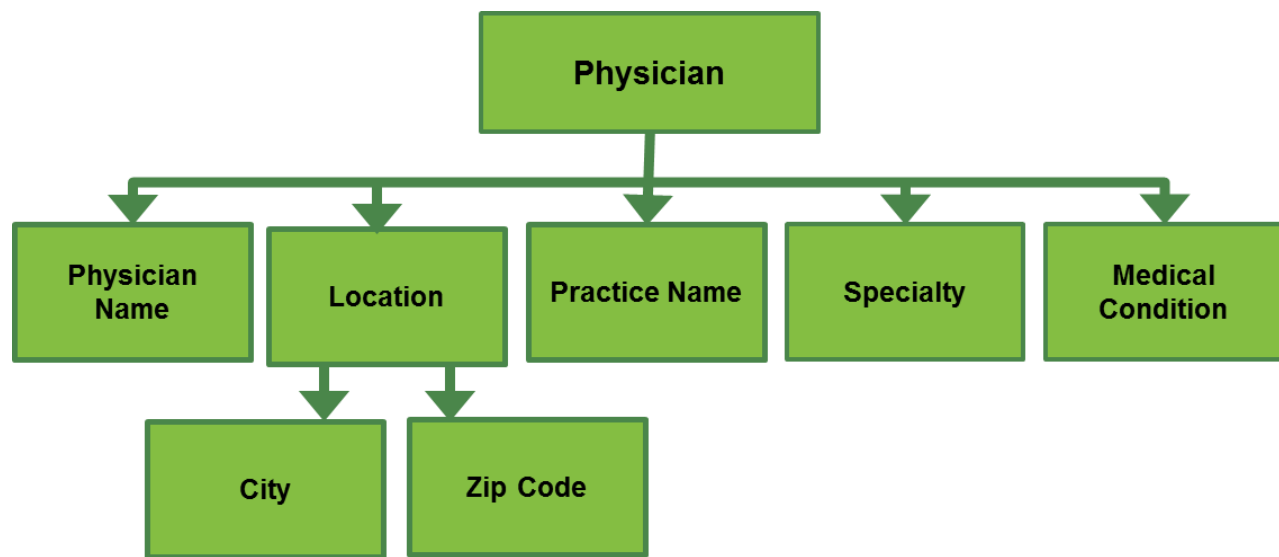 Physician
Physician
Name
Location
Practice Name
Specialty
Medical
Condition
City
Zip Code